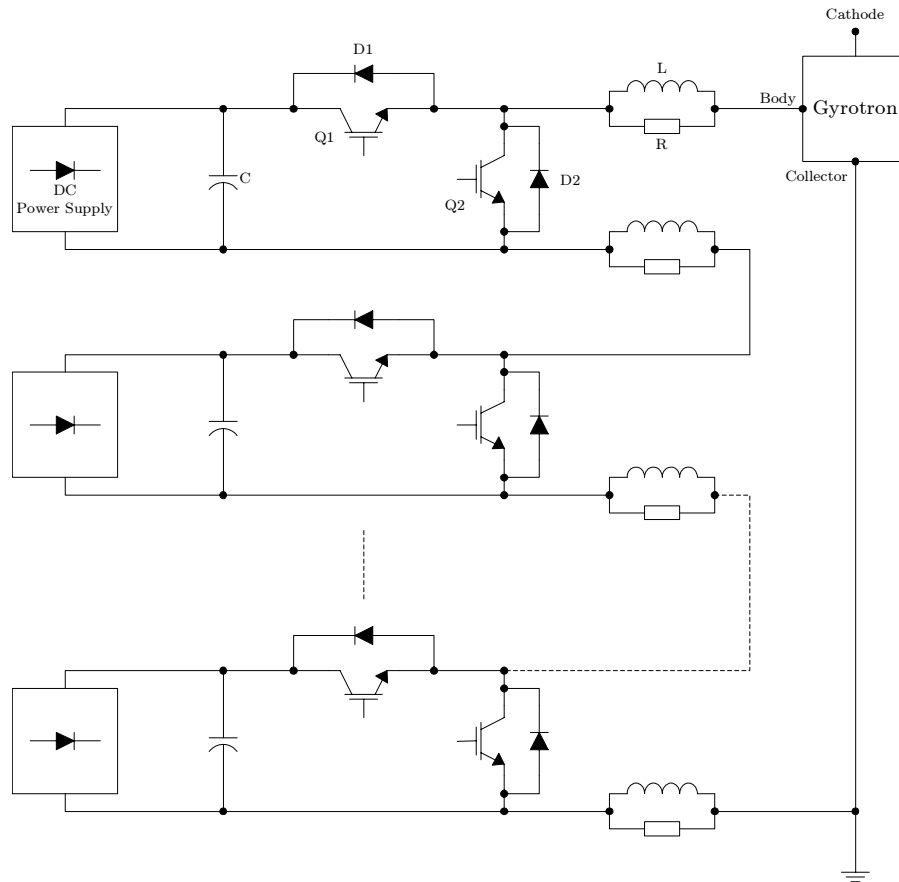 Cathode
D1
L
Body
Gyrotron
Q1
R
Collector
C
D2
DC
Power Supply
Q2